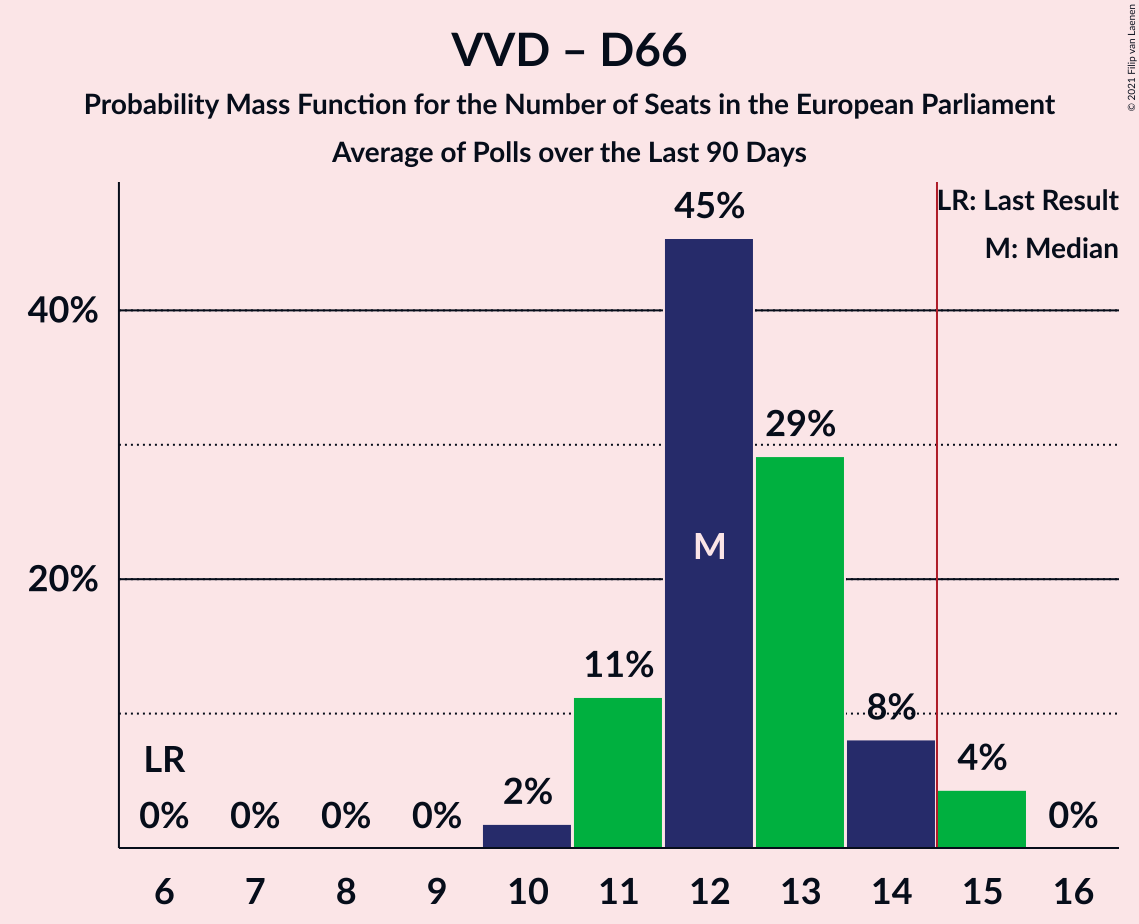 VVD – D66
Probability Mass Function for the Number of Seats in the European Parliament
Average of Polls over the Last 90 Days
© 2021 Filip van Laenen
LR: Last Result
M: Median
45%
40%
29%
M
20%
11%
8%
LR
4%
2%
0% 0% 0% 0% 0%
6 7 8 9 10 11 12 13 14 15 16